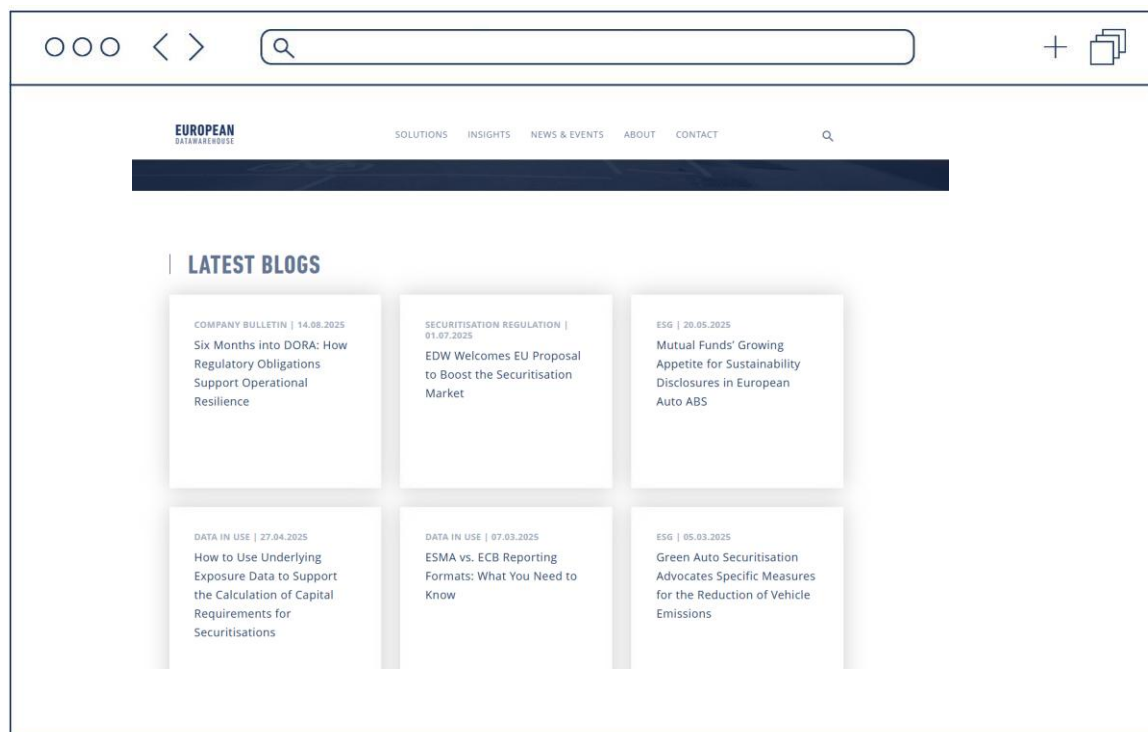 EUROPEAN
DATAWAREHOUSE
SOLUTIONS INSIGHTS NEWS & EVENTS ABOUT CONTACT
LATEST BLOGS
COMPANY BULLETIN | 14.08.2025
Six Months into DORA: How
Regulatory Obligations
Support Operational
Resilience
SECURITISATION REGULATION |
01.07.2025
EDW Welcomes EU Proposal
to Boost the Securitisation
Market
ESG | 20.05.2025
Mutual Funds’ Growing
Appetite for Sustainability
Disclosures in European
Auto ABS
DATA IN USE | 27.04.2025
How to Use Underlying
Exposure Data to Support
the Calculation of Capital
Requirements for
Securitisations
DATA IN USE | 07.03.2025
ESMA vs. ECB Reporting
Formats: What You Need to
Know
ESG | 05.03.2025
Green Auto Securitisation
Advocates Specific Measures
for the Reduction of Vehicle
Emissions